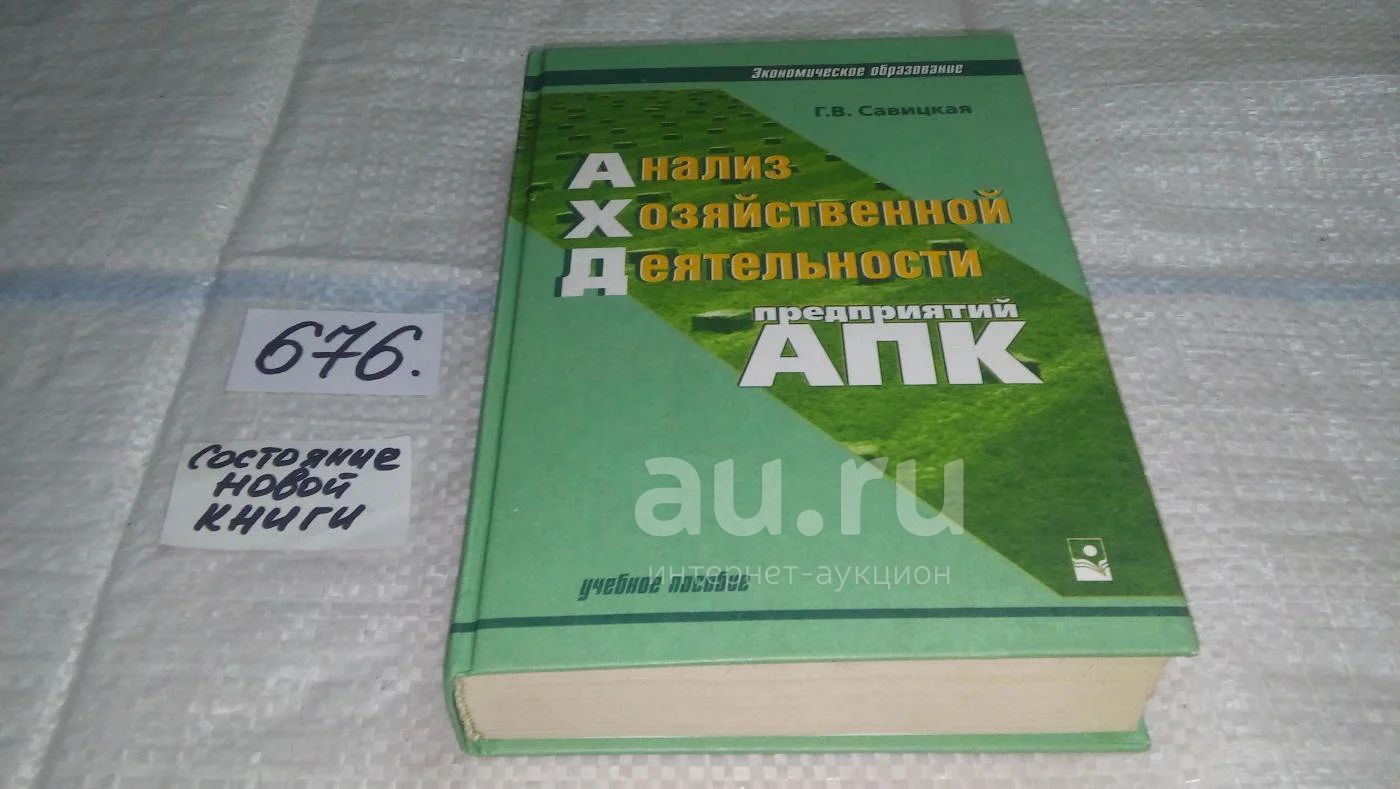 Экономическое образование
Г.В. Савицкая
Анализ
Хозяйственной
Деятельности
предприятий
АПК
676.
состояние
новой
книги
au.ru
интернет-аукцион
учебное пособие